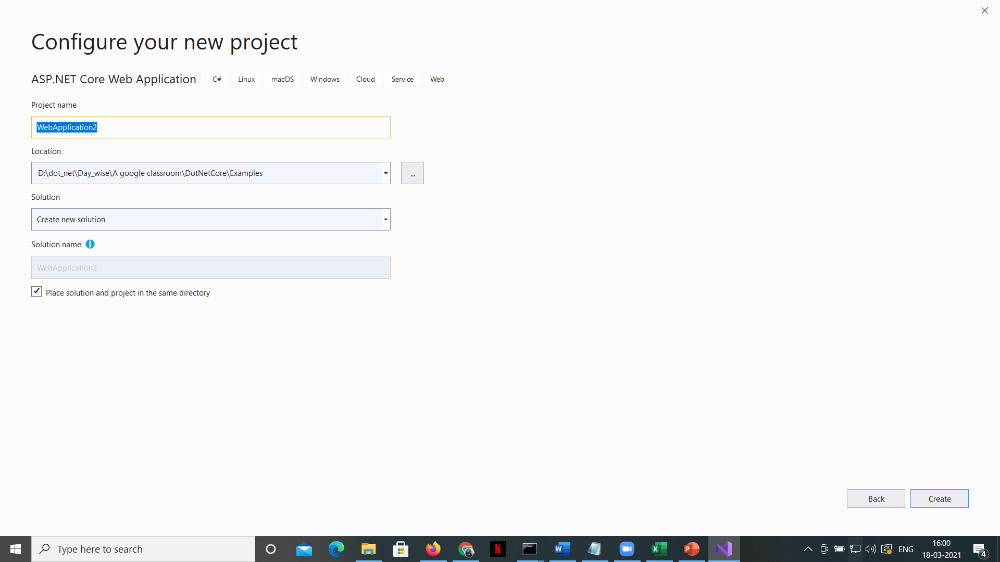 Configure your new project
ASP.NET Core Web Application C# Linux macOS Windows Cloud Service Web
Project name
WebApplication2
Location
D:\dot_net\Day_wise\A google classroom\DotNetCore\Examples
...
Solution
Create new solution
Solution name
WebApplication2
Place solution and project in the same directory
Back Create
Type here to search
ENG
16:00
18-03-2021
4